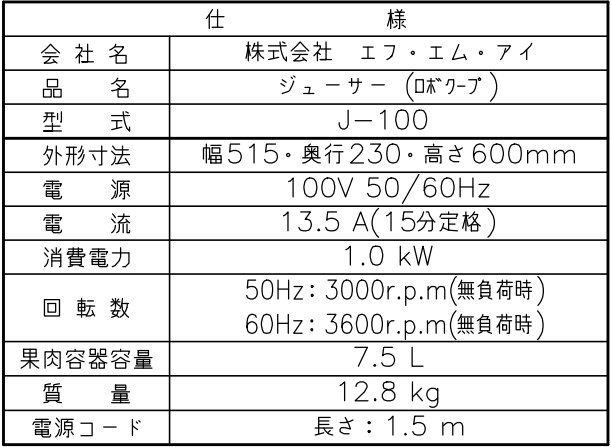 仕 様
会社名 株式会社 エフ・エム・アイ
品 名 ジューサー (ロボクープ)
型 式 J-100
外形寸法 幅515・奥行230・高さ600mm
電 源 100V 50/60Hz
電 流 13.5 A(15分定格)
消費電力 1.0 kW
回転数 50Hz:3000r.p.m(無負荷時)
60Hz:3600r.p.m(無負荷時)
果肉容器容量 7.5 L
質 量 12.8 kg
電源コード 長さ:1.5 m